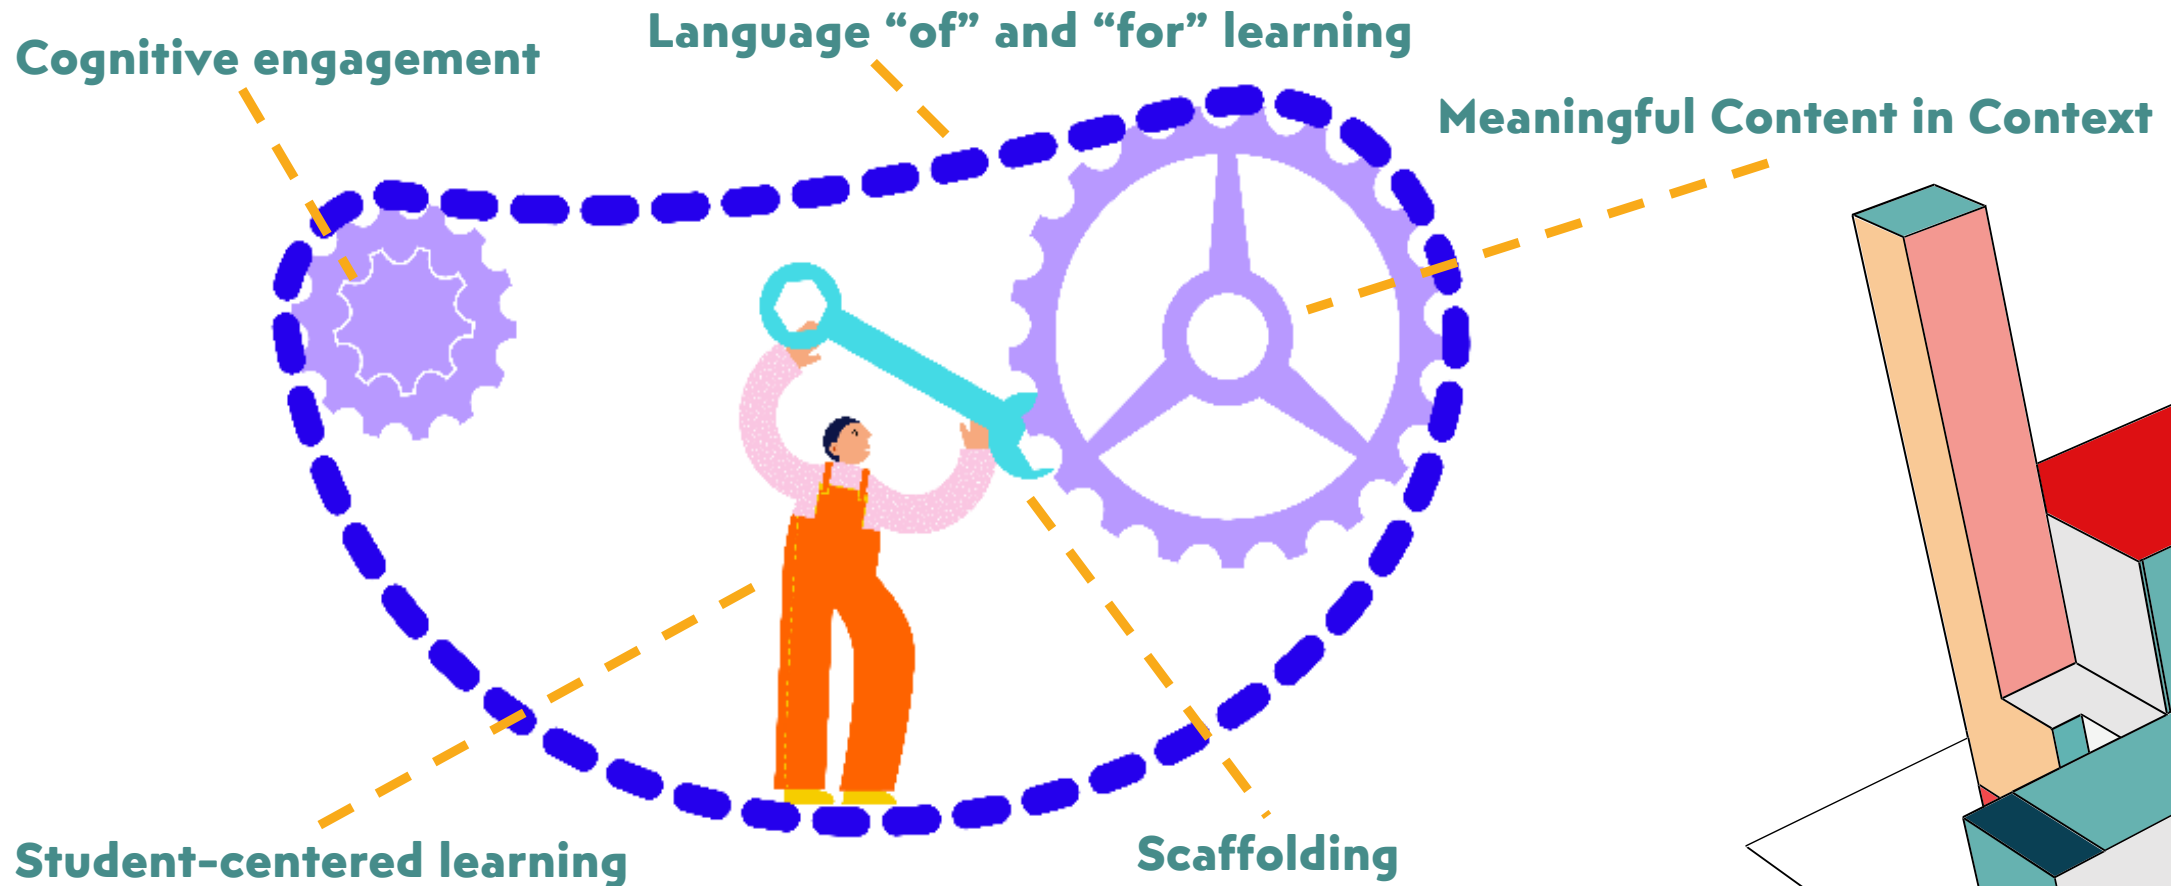 Language “of” and “for” learning
Cognitive engagement
Meaningful Content in Context
Student-centered learning
Scaffolding